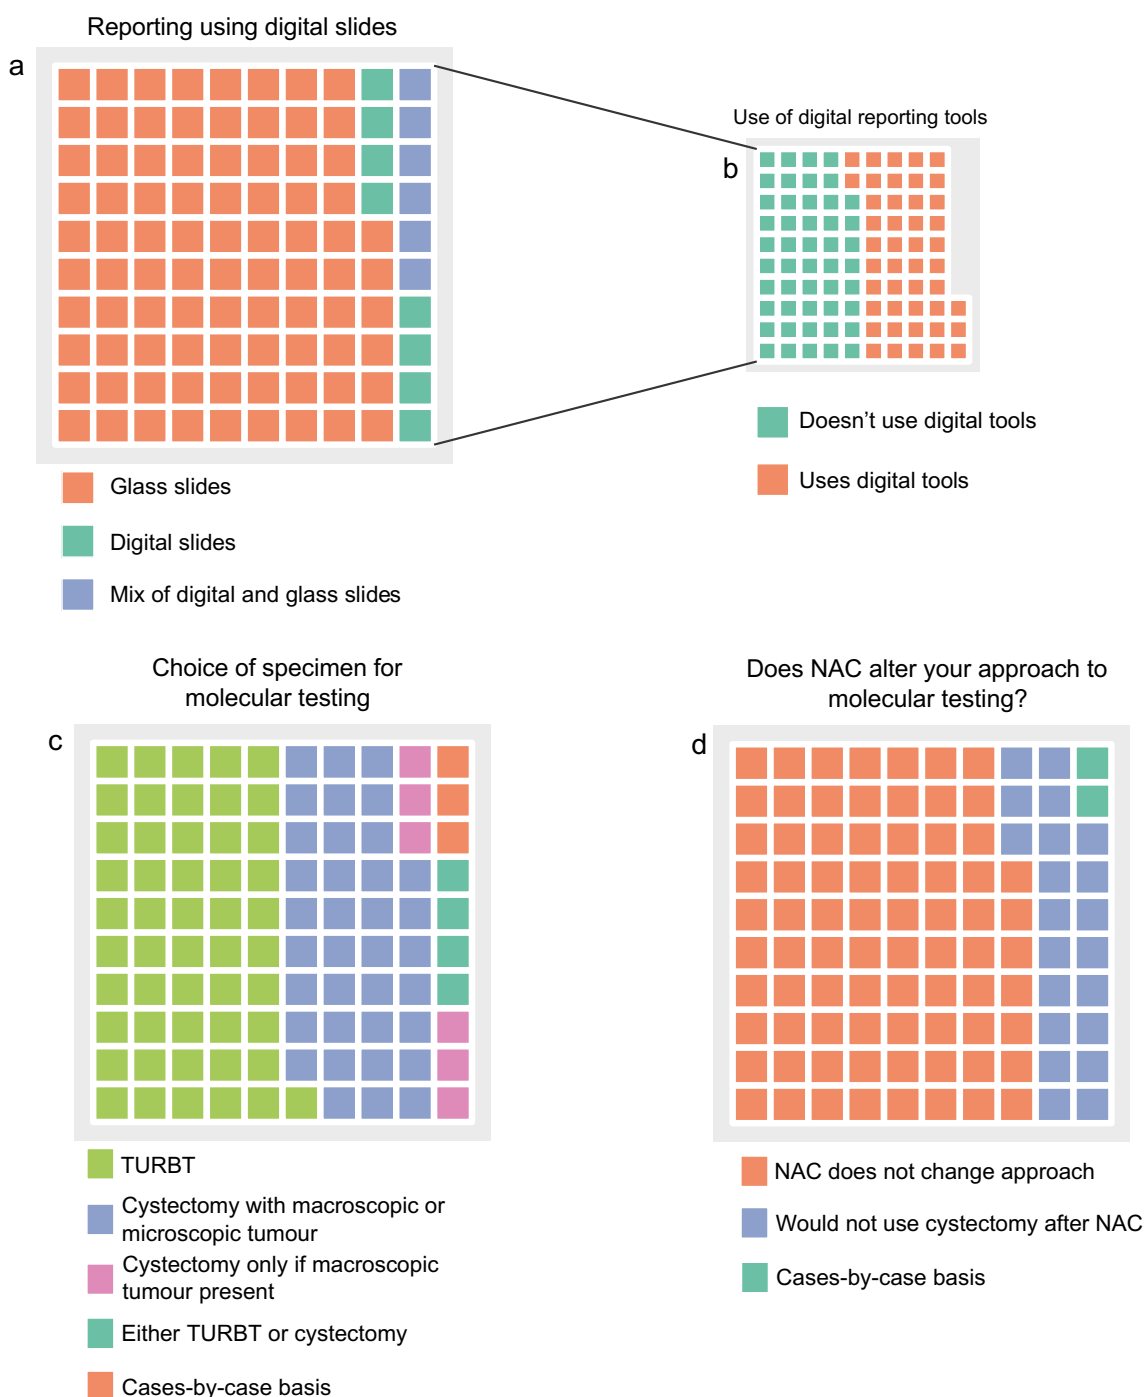 Reporting using digital slides
a
Use of digital reporting tools
b
Doesn't use digital tools
Uses digital tools
Glass slides
Digital slides
Mix of digital and glass slides
Choice of specimen for
molecular testing
c
Does NAC alter your approach to
molecular testing?
d
TURBT
Cystectomy with macroscopic or
microscopic tumour
Cystectomy only if macroscopic
tumour present
Either TURBT or cystectomy
Cases-by-case basis
NAC does not change approach
Would not use cystectomy after NAC
Cases-by-case basis